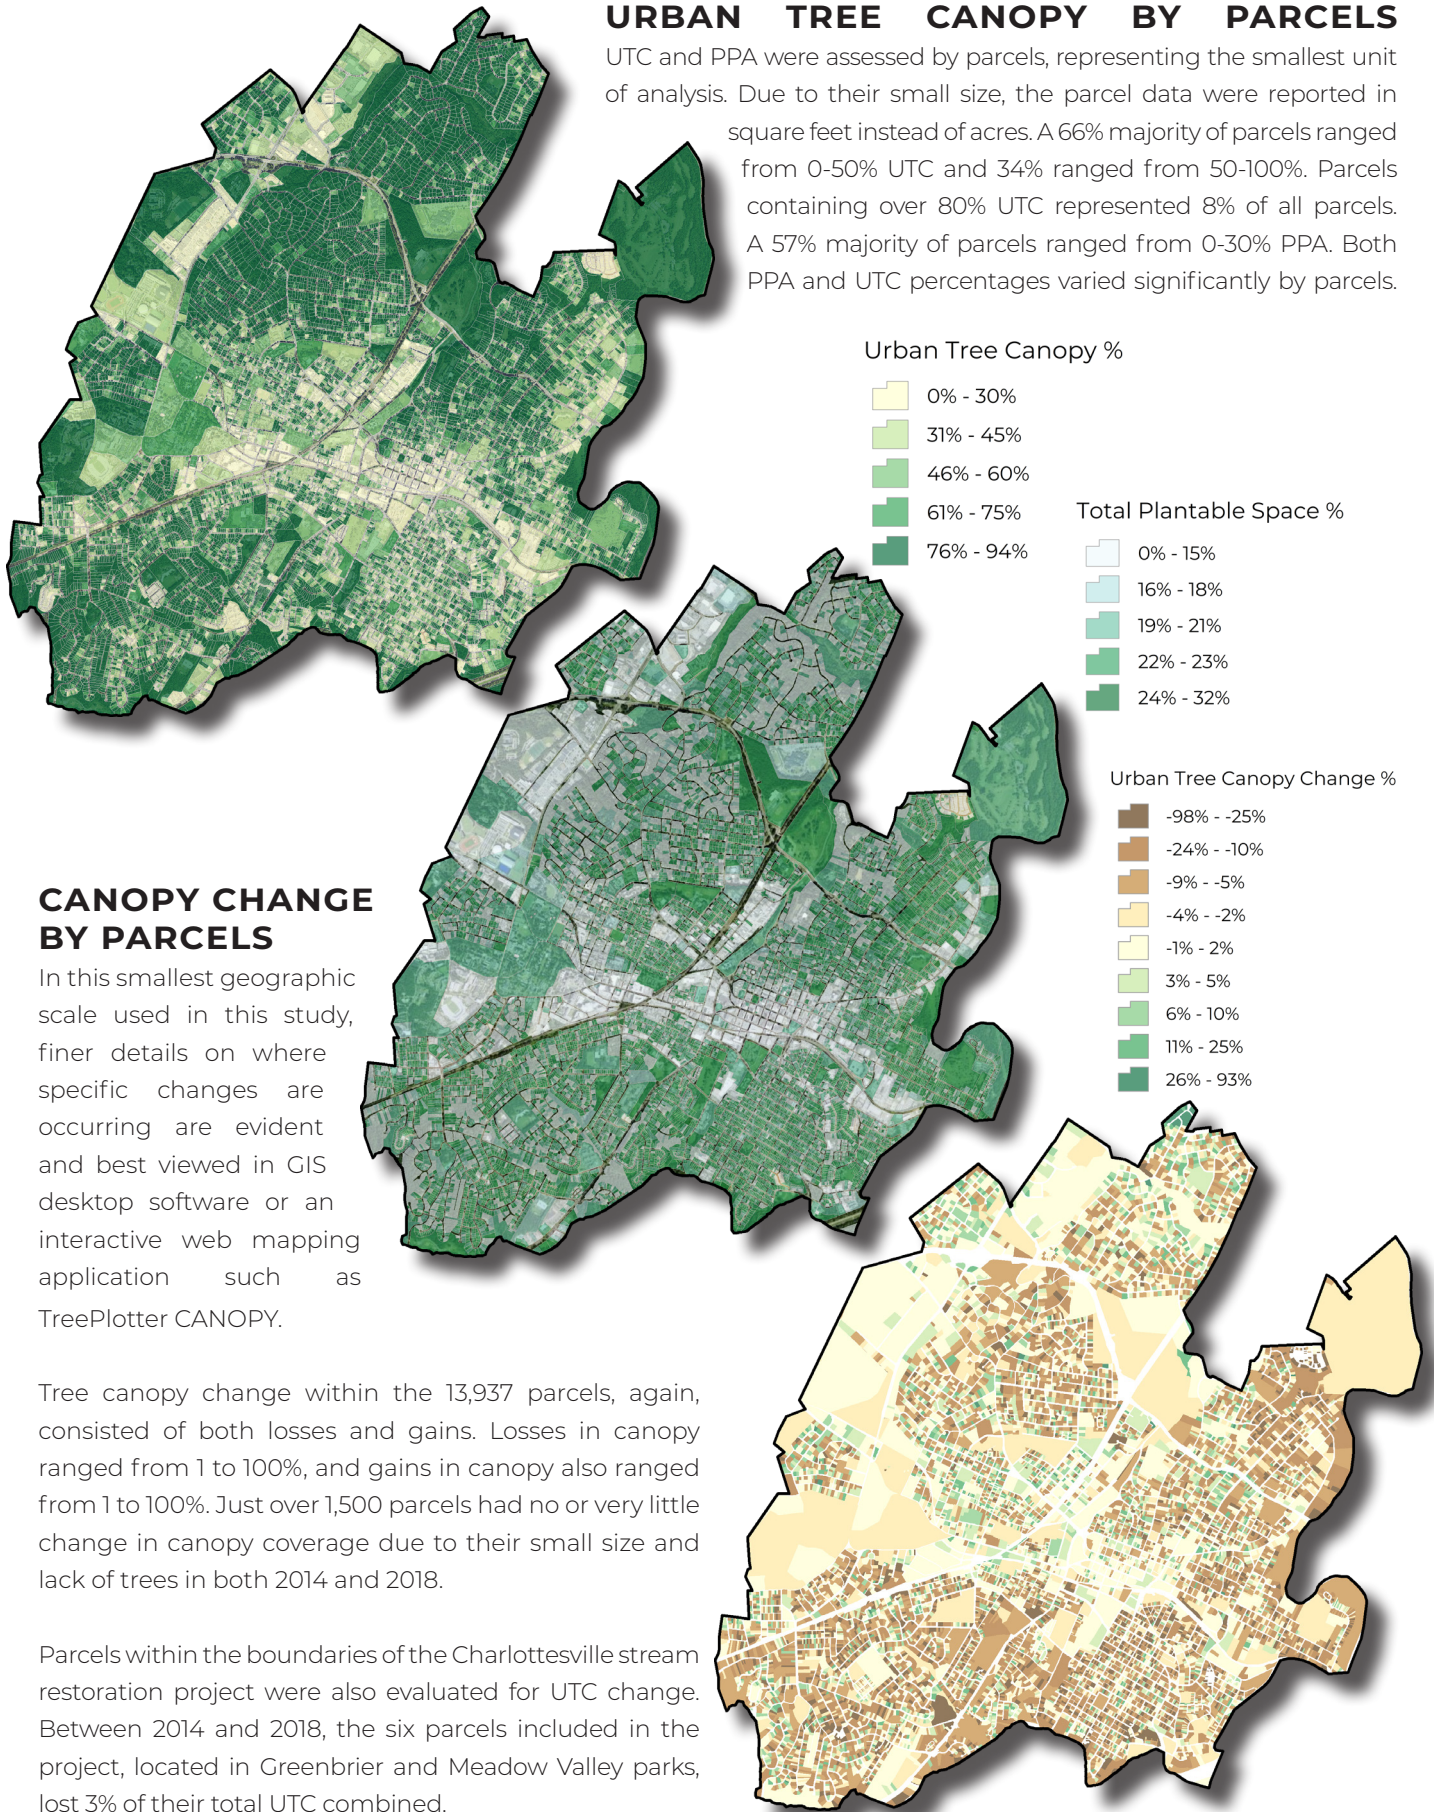 URBAN TREE CANOPY BY PARCELS
UTC and PPA were assessed by parcels, representing the smallest unit
of analysis. Due to their small size, the parcel data were reported in
square feet instead of acres. A 66% majority of parcels ranged
from 0-50% UTC and 34% ranged from 50-100%. Parcels
containing over 80% UTC represented 8% of all parcels.
A 57% majority of parcels ranged from 0-30% PPA. Both
PPA and UTC percentages varied significantly by parcels.
Urban Tree Canopy %
0% - 30%
31% - 45%
46% - 60%
61% - 75%
76% - 94%
Total Plantable Space %
0% - 15%
16% - 18%
19% - 21%
22% - 23%
24% - 32%
Urban Tree Canopy Change %
-98% - -25%
-24% - -10%
-9% - -5%
-4% - -2%
-1% - 2%
3% - 5%
6% - 10%
11% - 25%
26% - 93%
CANOPY CHANGE
BY PARCELS
In this smallest geographic
scale used in this study,
finer details on where
specific changes are
occurring are evident
and best viewed in GIS
desktop software or an
interactive web mapping
application such as
TreePlotter CANOPY.
Tree canopy change within the 13,937 parcels, again,
consisted of both losses and gains. Losses in canopy
ranged from 1 to 100%, and gains in canopy also ranged
from 1 to 100%. Just over 1,500 parcels had no or very little
change in canopy coverage due to their small size and
lack of trees in both 2014 and 2018.
Parcels within the boundaries of the Charlottesville stream
restoration project were also evaluated for UTC change.
Between 2014 and 2018, the six parcels included in the
project, located in Greenbrier and Meadow Valley parks,
lost 3% of their total UTC combined.